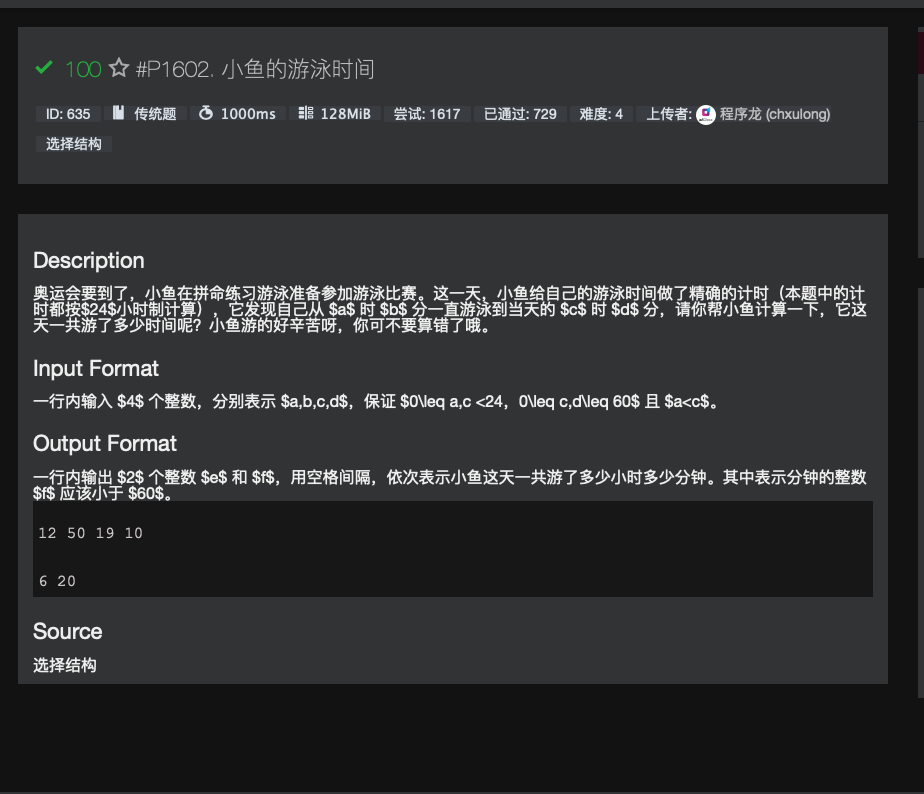 100 #P1602. 小鱼的游泳时间
ID: 635 传统题 1000ms 128MiB 尝试: 1617 已通过: 729 难度: 4 上传者: 程序龙 (chxulong)
选择结构
Description
奥运会要到了，小鱼在拼命练习游泳准备参加游泳比赛。这一天，小鱼给自己的游泳时间做了精确的计时（本题中的计
时都按$24$小时制计算），它发现自己从 $a$ 时 $b$ 分一直游泳到当天的 $c$ 时 $d$ 分，请你帮小鱼计算一下，它这
天一共游了多少时间呢？小鱼游的好辛苦呀，你可不要算错了哦。
Input Format
一行内输入 $4$ 个整数，分别表示 $a,b,c,d$，保证 $0\leq a,c <24，0\leq c,d\leq 60$ 且 $a<c$。
Output Format
一行内输出 $2$ 个整数 $e$ 和 $f$，用空格间隔，依次表示小鱼这天一共游了多少小时多少分钟。其中表示分钟的整数
$f$ 应该小于 $60$。
12 50 19 10
6 20
Source
选择结构